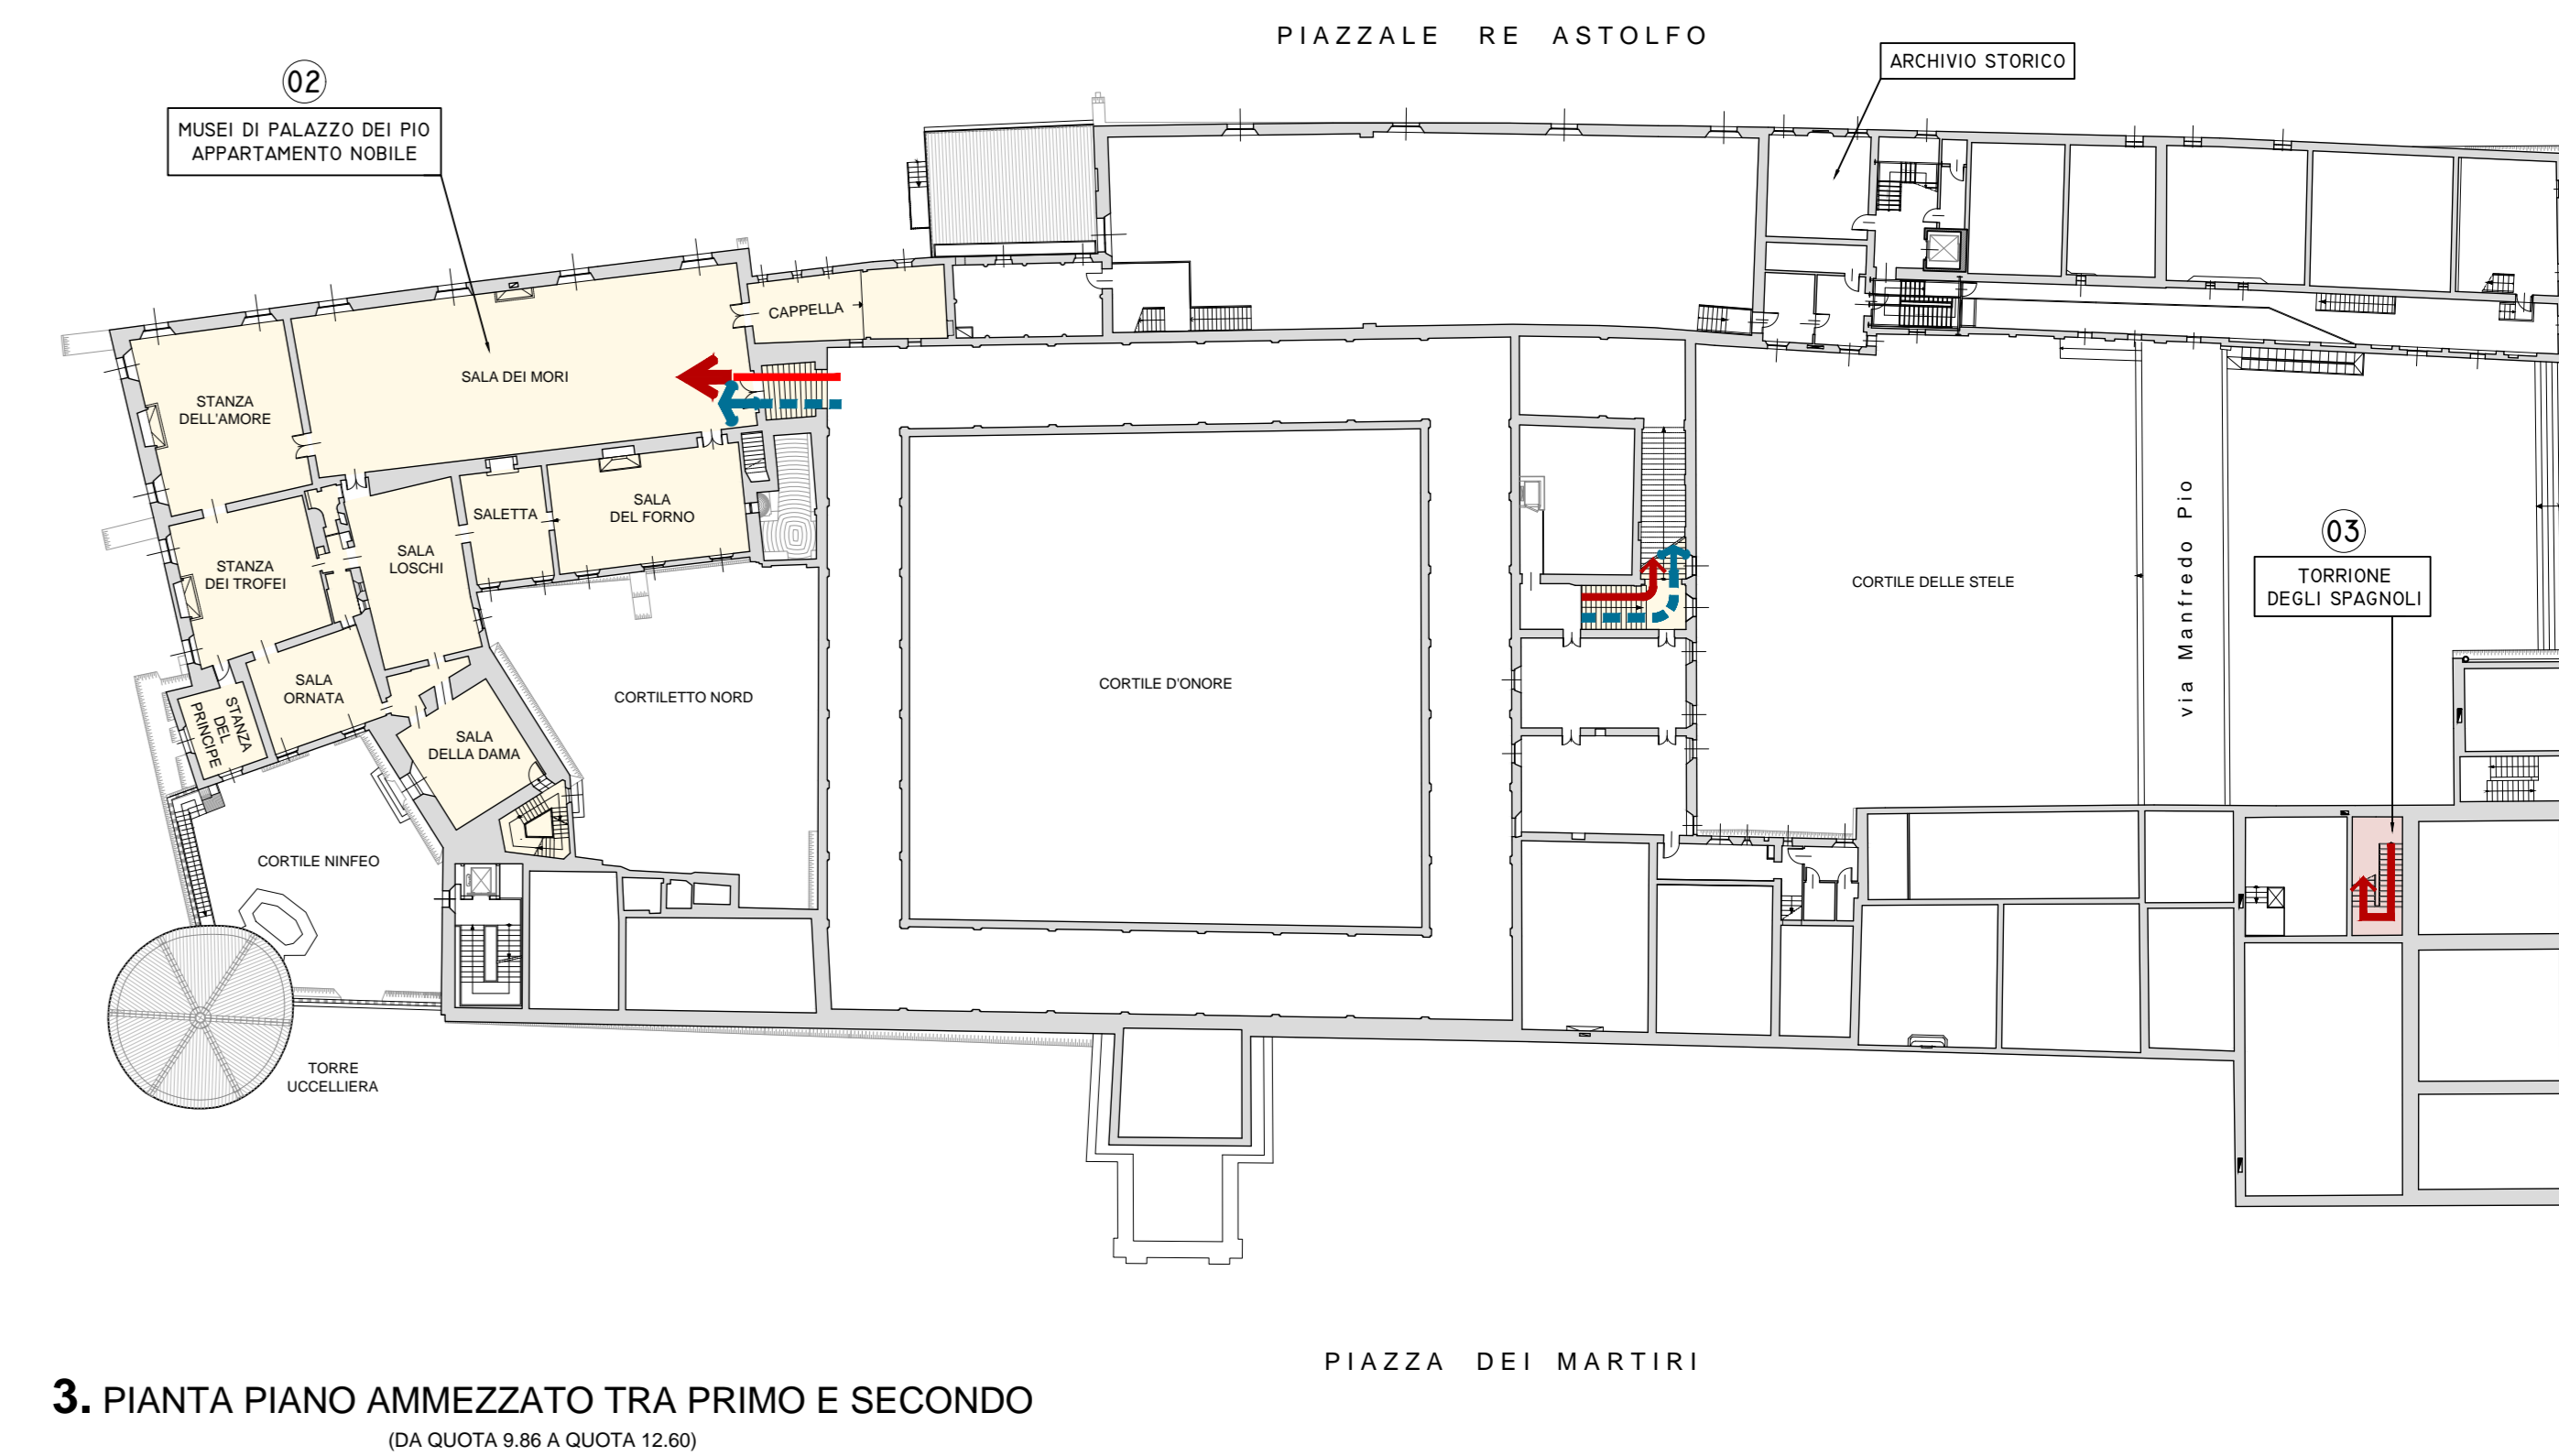 PIAZZALE RE ASTOLFO
ARCHIVIO STORICO
02
MUSEI DI PALAZZO DEI PIO
APPARTAMENTO NOBILE
CAPPELLA
SALA DEI MORI
STANZA
DELL'AMORE
SALETTA
SALA
DEL FORNO
SALA
LOSCHI
STANZA
DEI TROFEI
SALA
ORNATA
STANZA
DEL
PRINCIPE
SALA
DELLA DAMA
CORTILETTO NORD
CORTILE D'ONORE
CORTILE DELLE STELE
via Manfredo Pio
03
TORRIONE
DEGLI SPAGNOLI
CORTILE NINFEO
TORRE
UCCELLIERA
PIAZZA DEI MARTIRI
3. PIANTA PIANO AMMEZZATO TRA PRIMO E SECONDO
(DA QUOTA 9.86 A QUOTA 12.60)